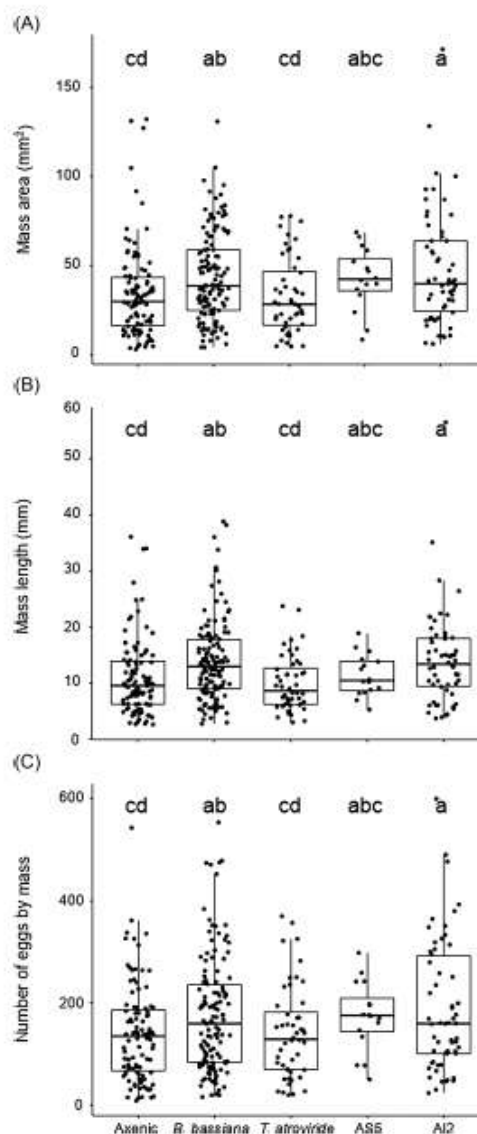 (A)
cd ab cd abc a
150
100
50
0
Mass area (mm²)
(B)
cd ab cd abc a
60
50
40
30
20
10
0
Mass length (mm)
(C)
cd ab cd abc a
600
400
200
0
Number of eggs by mass
Axenic B. bassiana T. atroviride AS5 AI2